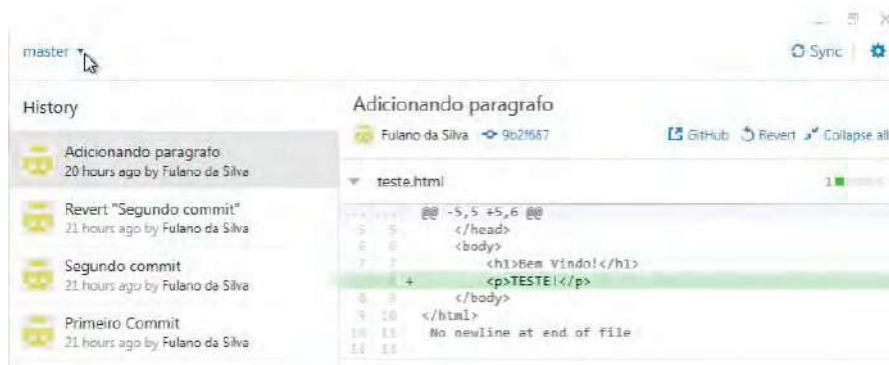 master
Sync
History
Adicionando paragrafo
20 hours ago by Fulano da Silva
Revert "Segundo commit"
21 hours ago by Fulano da Silva
Segundo commit
21 hours ago by Fulano da Silva
Primeiro Commit
21 hours ago by Fulano da Silva
Adicionando paragrafo
Fulano da Silva 9b2f687
GitHub Revert Collapse all
teste.html
1
@@ -5,5 +5,6 @@
5 5 </head>
6 6 <body>
7 7 <h1>Bem Vindo!</h1>
8 + <p>TESTE!</p>
8 9 </body>
9 10 </html>
10 11 No newline at end of file